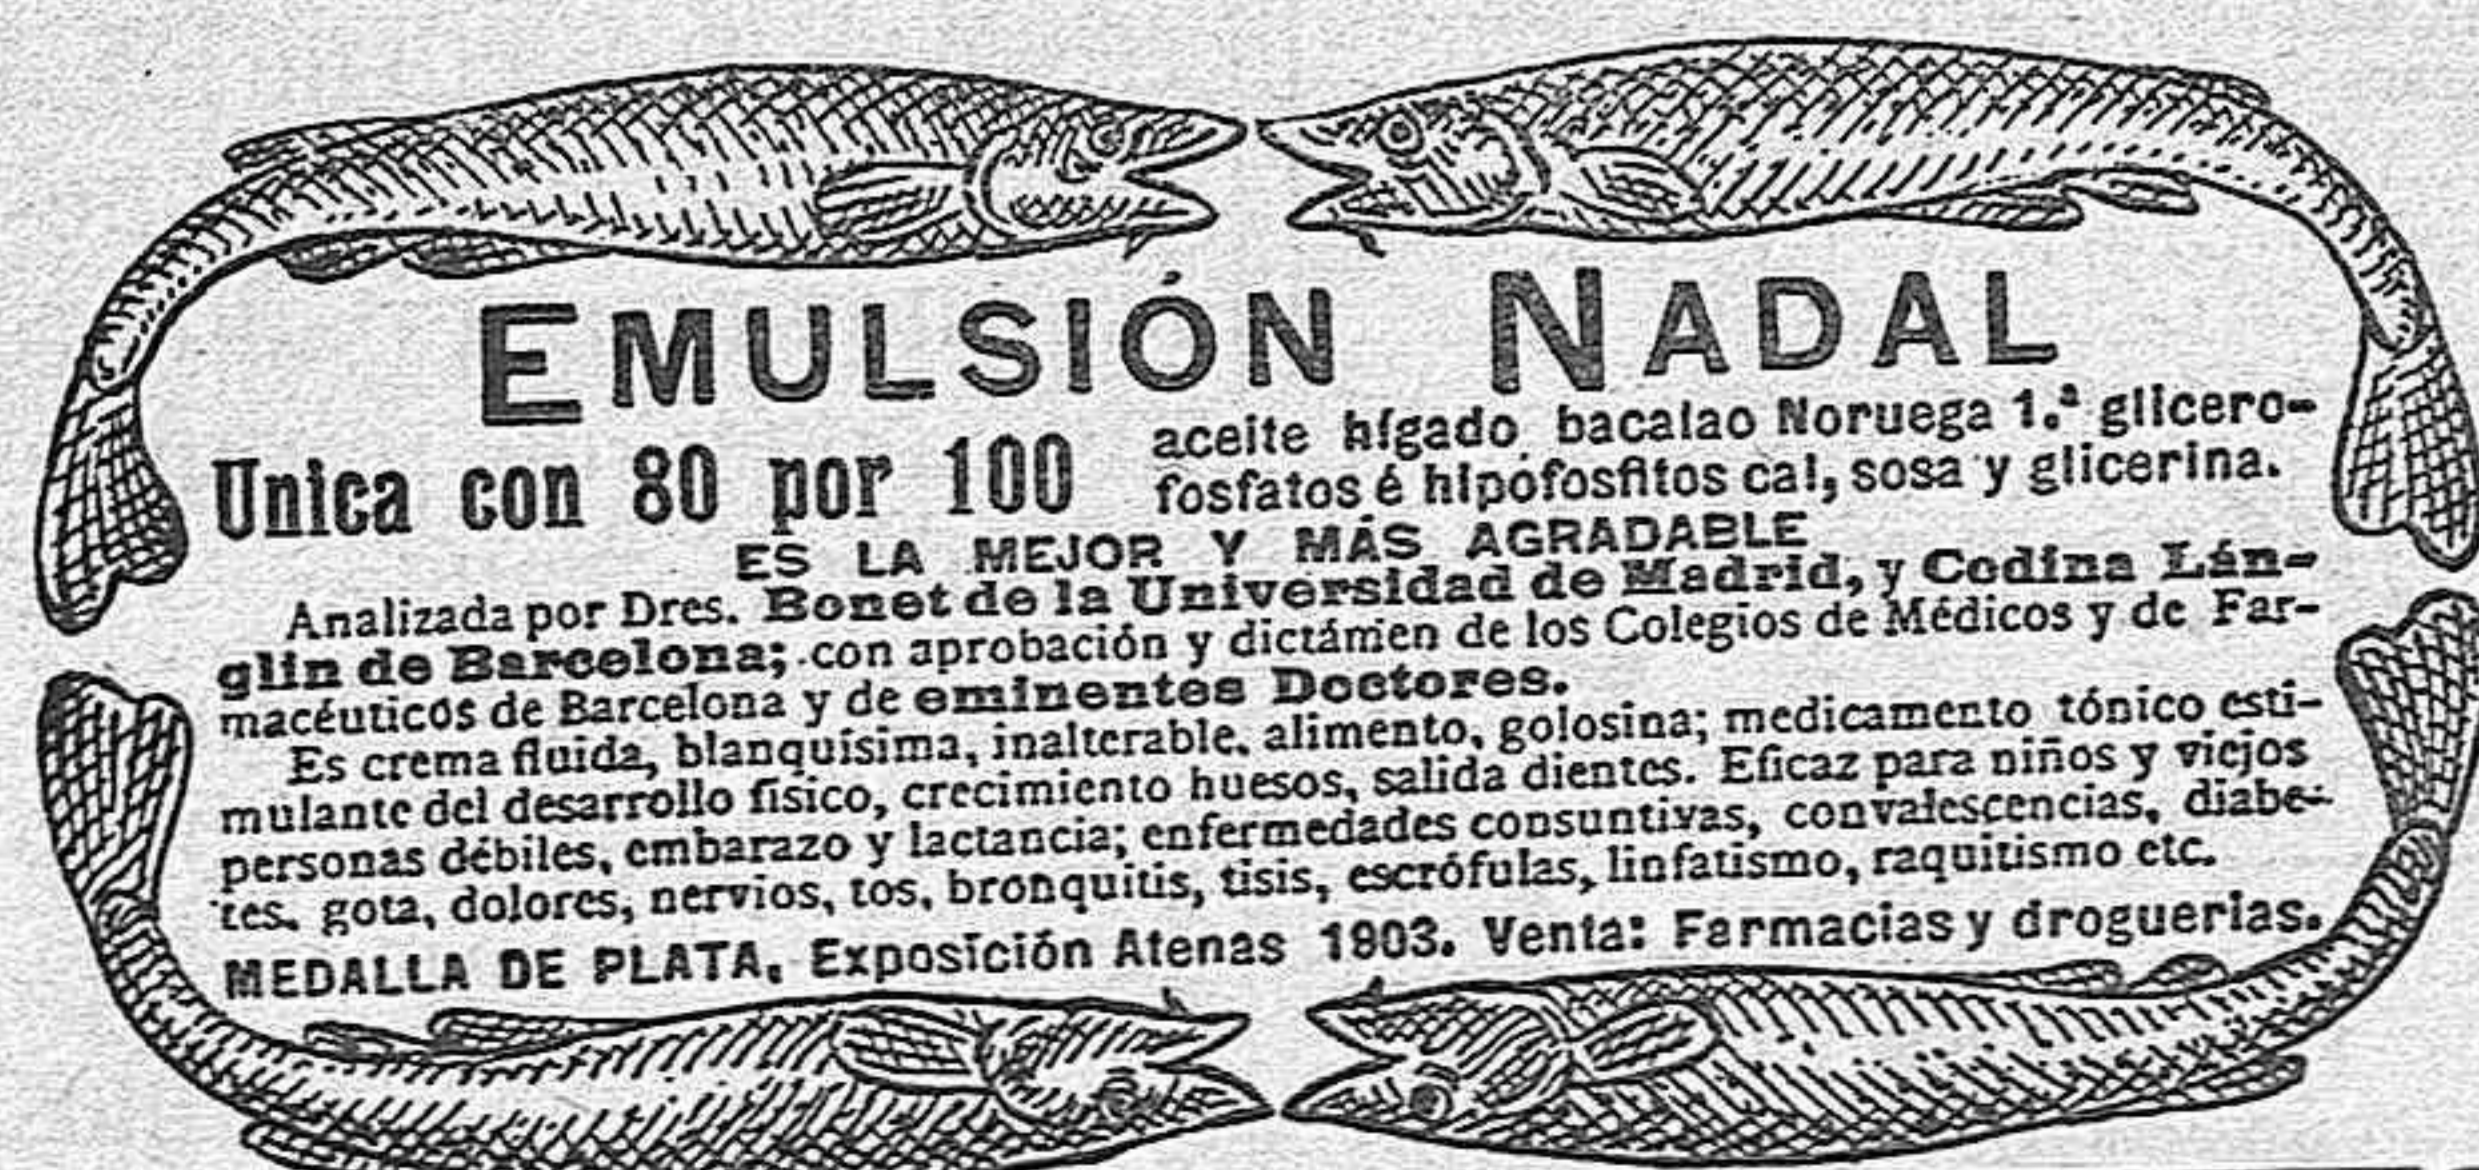 EMULSIÓN NADAL
Unica con 80 por 100 aceite hígado bacalao Noruega 1.ª glicero-
fosfatos é hipofosfitos cal, sosa y glicerina.
ES LA MEJOR Y MÁS AGRADABLE
Analizada por Dres. Bonet de la Universidad de Madrid, y Codina Lán-
glin de Barcelona; con aprobación y dictámen de los Colegios de Médicos y de Far-
macéuticos de Barcelona y de eminentes Doctores.
Es crema fluida, blanquísima, inalterable, alimento, golosina; medicamento tónico esti-
mulante del desarrollo físico, crecimiento huesos, salida dientes. Eficaz para niños y viejos
personas débiles, embarazo y lactancia; enfermedades consuntivas, convalescencias, diabe-
tes, gota, dolores, nervios, tos, bronquitis, tisis, escrófulas, linfatismo, raquitismo etc.
MEDALLA DE PLATA, Exposición Atenas 1903. Venta: Farmacias y droguerias.